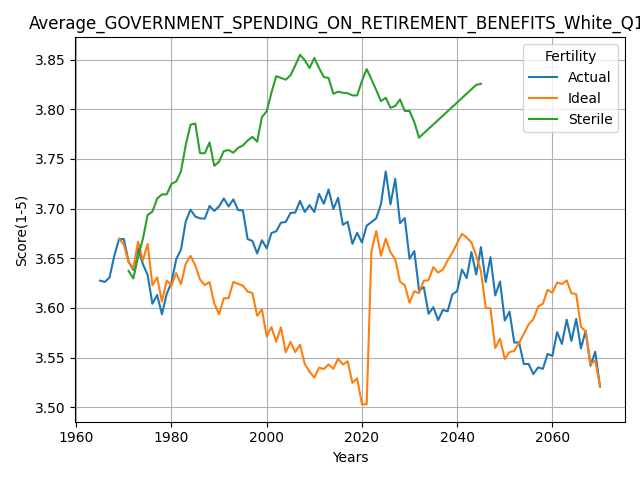 Average_GOVERNMENT_SPENDING_ON_RETIREMENT_BENEFITS_White_Q1
Fertility
Actual
Ideal
Sterile
3.85
3.80
3.75
3.70
3.65
3.60
3.55
3.50
Score(1-5)
1960 1980 2000 2020 2040 2060
Years